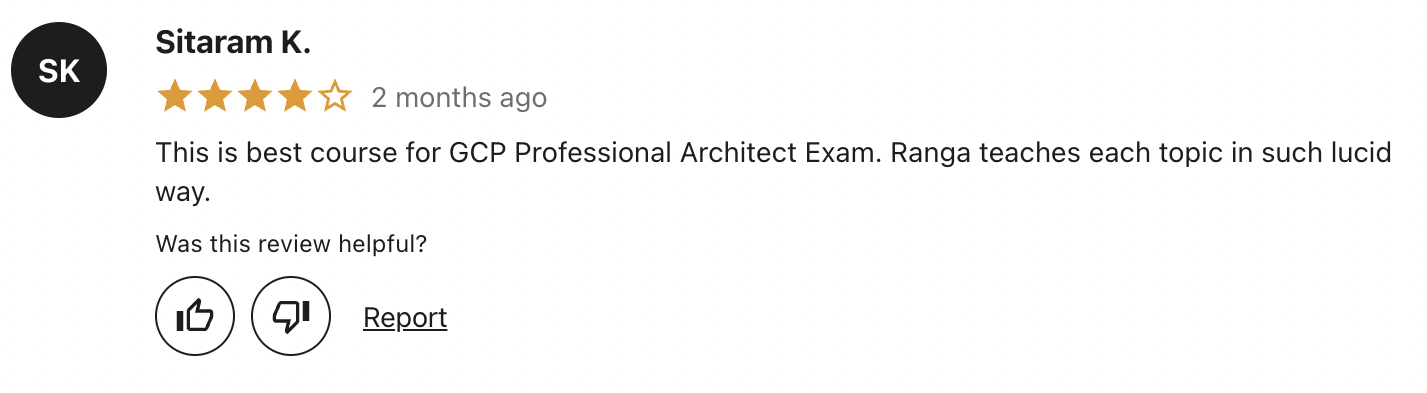 SK
Sitaram K.
2 months ago
This is best course for GCP Professional Architect Exam. Ranga teaches each topic in such lucid
way.
Was this review helpful?
Report